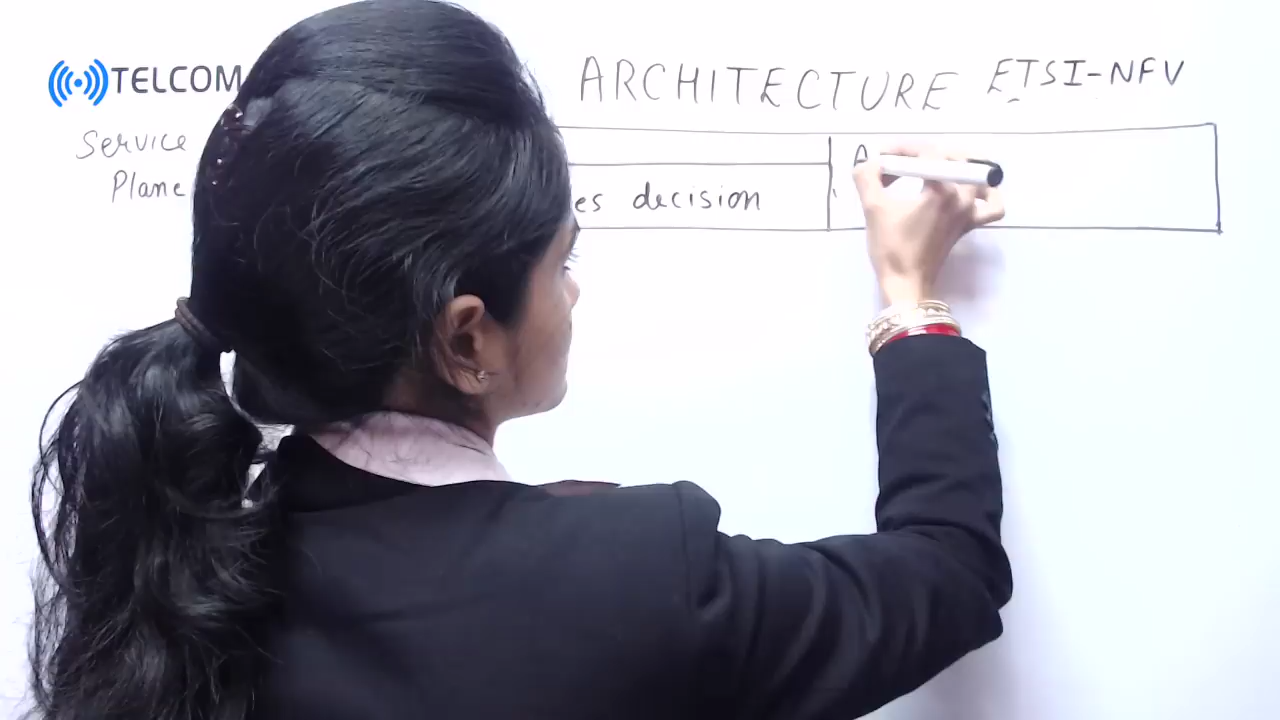 TELCOM
ARCHITECTURE ETSI-NFV
Service
Plane
es decision
A